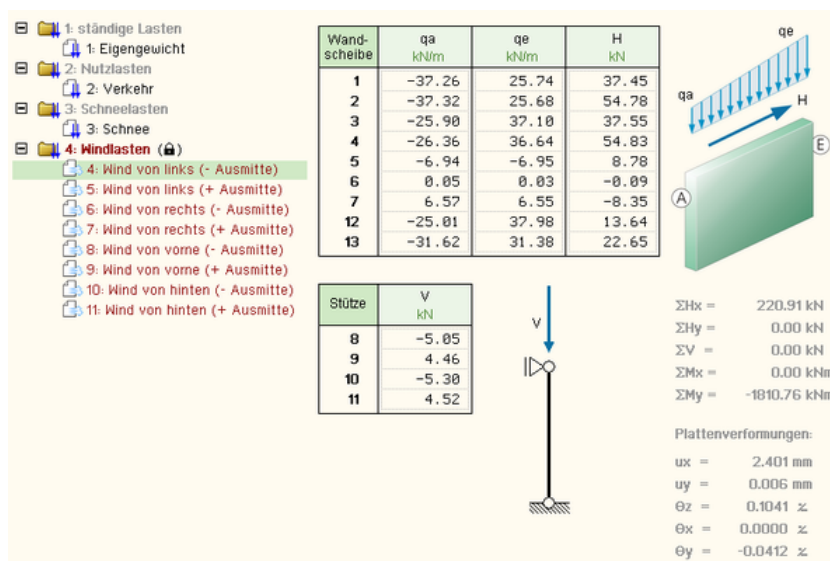 1: ständige Lasten
1: Eigengewicht
2: Nutzlasten
2: Verkehr
3: Schneelasten
3: Schnee
4: Windlasten ( )
4: Wind von links (- Ausmitte)
5: Wind von links (+ Ausmitte)
6: Wind von rechts (- Ausmitte)
7: Wind von rechts (+ Ausmitte)
8: Wind von vorne (- Ausmitte)
9: Wind von vorne (+ Ausmitte)
10: Wind von hinten (- Ausmitte)
11: Wind von hinten (+ Ausmitte)
Wand- qa qe H
scheibe kN/m kN/m kN
1 -37.26 25.74 37.45
2 -37.32 25.68 54.78
3 -25.90 37.10 37.55
4 -26.36 36.64 54.83
5 -6.94 -6.95 8.78
6 0.05 0.03 -0.09
7 6.57 6.55 -8.35
12 -25.01 37.98 13.64
13 -31.62 31.38 22.65
Stütze V
kN
8 -5.05
9 4.46
10 -5.30
11 4.52
V
qe
qa
H
E
A
ΣHx = 220.91 kN
ΣHy = 0.00 kN
ΣV = 0.00 kN
ΣMx = 0.00 kNm
ΣMy = -1810.76 kNm
Plattenverformungen:
ux = 2.401 mm
uy = 0.006 mm
θz = 0.1041 ‰
θx = 0.0000 ‰
θy = -0.0412 ‰